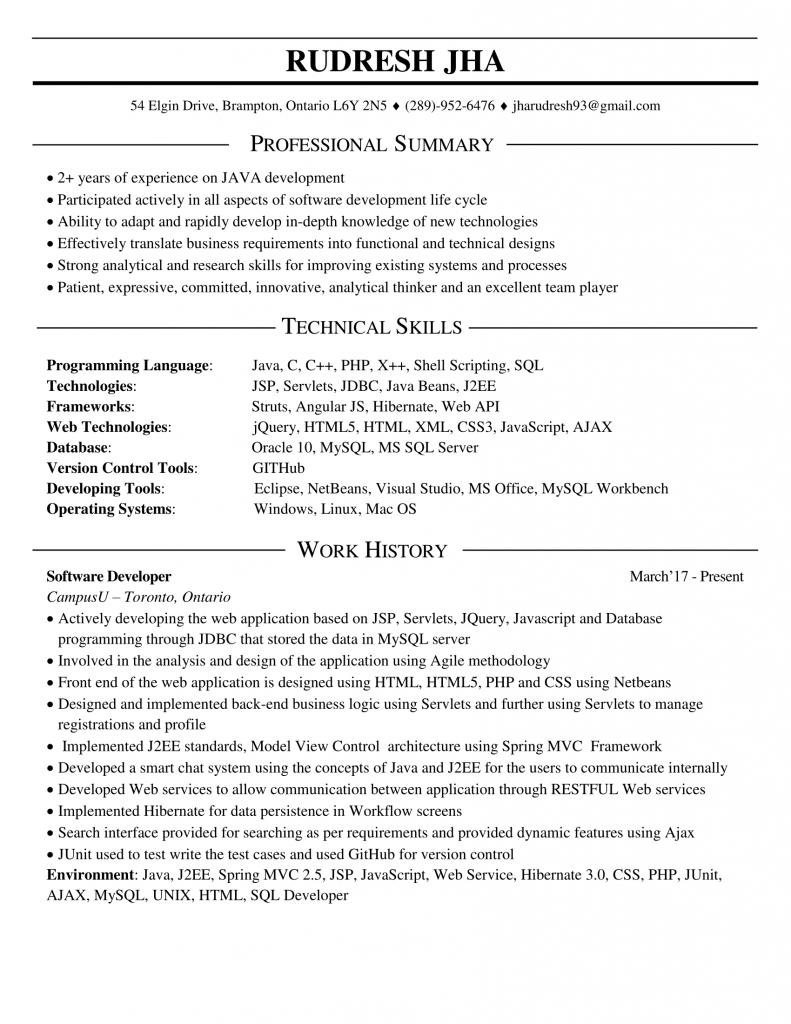 RUDRESH JHA
54 Elgin Drive, Brampton, Ontario L6Y 2N5 ♦ (289)-952-6476 ♦ jharudresh93@gmail.com
PROFESSIONAL SUMMARY
• 2+ years of experience on JAVA development
• Participated actively in all aspects of software development life cycle
• Ability to adapt and rapidly develop in-depth knowledge of new technologies
• Effectively translate business requirements into functional and technical designs
• Strong analytical and research skills for improving existing systems and processes
• Patient, expressive, committed, innovative, analytical thinker and an excellent team player
TECHNICAL SKILLS
Programming Language: Java, C, C++, PHP, X++, Shell Scripting, SQL
Technologies: JSP, Servlets, JDBC, Java Beans, J2EE
Frameworks: Struts, Angular JS, Hibernate, Web API
Web Technologies: jQuery, HTML5, HTML, XML, CSS3, JavaScript, AJAX
Database: Oracle 10, MySQL, MS SQL Server
Version Control Tools: GITHub
Developing Tools: Eclipse, NetBeans, Visual Studio, MS Office, MySQL Workbench
Operating Systems: Windows, Linux, Mac OS
WORK HISTORY
Software Developer March’17 - Present
CampusU – Toronto, Ontario
• Actively developing the web application based on JSP, Servlets, JQuery, Javascript and Database
programming through JDBC that stored the data in MySQL server
• Involved in the analysis and design of the application using Agile methodology
• Front end of the web application is designed using HTML, HTML5, PHP and CSS using Netbeans
• Designed and implemented back-end business logic using Servlets and further using Servlets to manage
registrations and profile
• Implemented J2EE standards, Model View Control architecture using Spring MVC Framework
• Developed a smart chat system using the concepts of Java and J2EE for the users to communicate internally
• Developed Web services to allow communication between application through RESTFUL Web services
• Implemented Hibernate for data persistence in Workflow screens
• Search interface provided for searching as per requirements and provided dynamic features using Ajax
• JUnit used to test write the test cases and used GitHub for version control
Environment: Java, J2EE, Spring MVC 2.5, JSP, JavaScript, Web Service, Hibernate 3.0, CSS, PHP, JUnit,
AJAX, MySQL, UNIX, HTML, SQL Developer